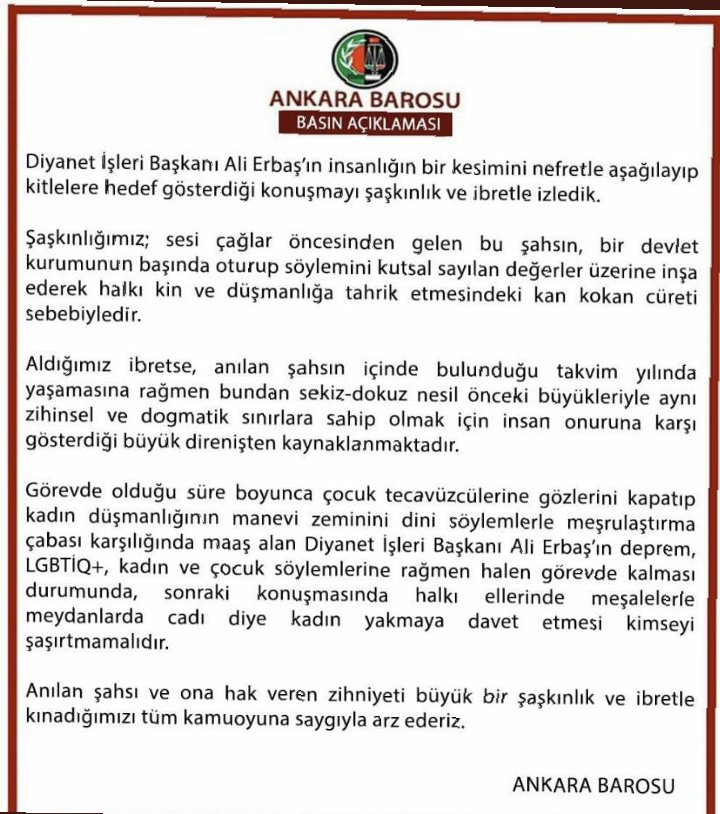 ANKARA BAROSU
BASIN AÇIKLAMASI
Diyanet İşleri Başkanı Ali Erbaş'ın insanlığın bir kesimini nefretle aşağılayıp
kitlelere hedef gösterdiği konuşmayı şaşkınlık ve ibretle izledik.
Şaşkınlığımız; sesi çağlar öncesinden gelen bu şahsın, bir devlet
kurumunun başında oturup söylemini kutsal sayılan değerler üzerine inşa
ederek halkı kin ve düşmanlığa tahrik etmesindeki kan kokan cüreti
sebebiyledir.
Aldığımız ibretse, anılan şahsın içinde bulunduğu takvim yılında
yaşamasına rağmen bundan sekiz-dokuz nesil önceki büyükleriyle aynı
zihinsel ve dogmatik sınırlara sahip olmak için insan onuruna karşı
gösterdiği büyük direnişten kaynaklanmaktadır.
Görevde olduğu süre boyunca çocuk tecavüzcülerine gözlerini kapatıp
kadın düşmanlığının manevi zeminini dini söylemlerle meşrulaştırma
çabası karşılığında maaş alan Diyanet İşleri Başkanı Ali Erbaş'ın deprem,
LGBTİQ+, kadın ve çocuk söylemlerine rağmen halen görevde kalması
durumunda, sonraki konuşmasında halkı ellerinde meşalelerle
meydanlarda cadı diye kadın yakmaya davet etmesi kimseyi
şaşırtmamalıdır.
Anılan şahsı ve ona hak veren zihniyeti büyük bir şaşkınlık ve ibretle
kınadığımızı tüm kamuoyuna saygıyla arz ederiz.
ANKARA BAROSU